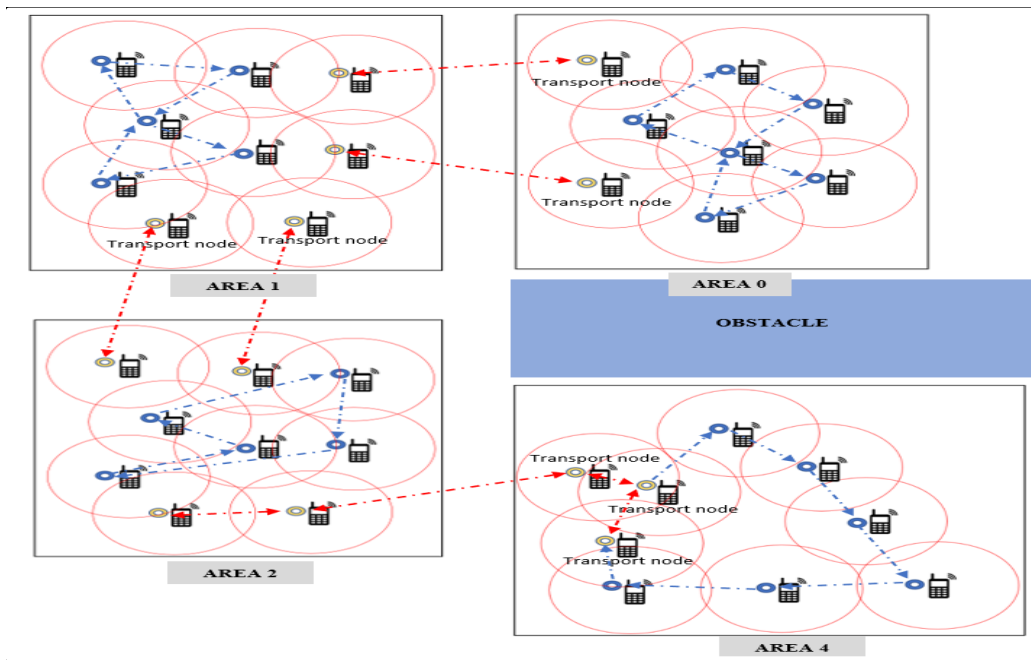 Transport node
Transport node
Transport node
Transport node
AREA 1
AREA 0
OBSTACLE
Transport node
Transport node
Transport node
AREA 2
AREA 4